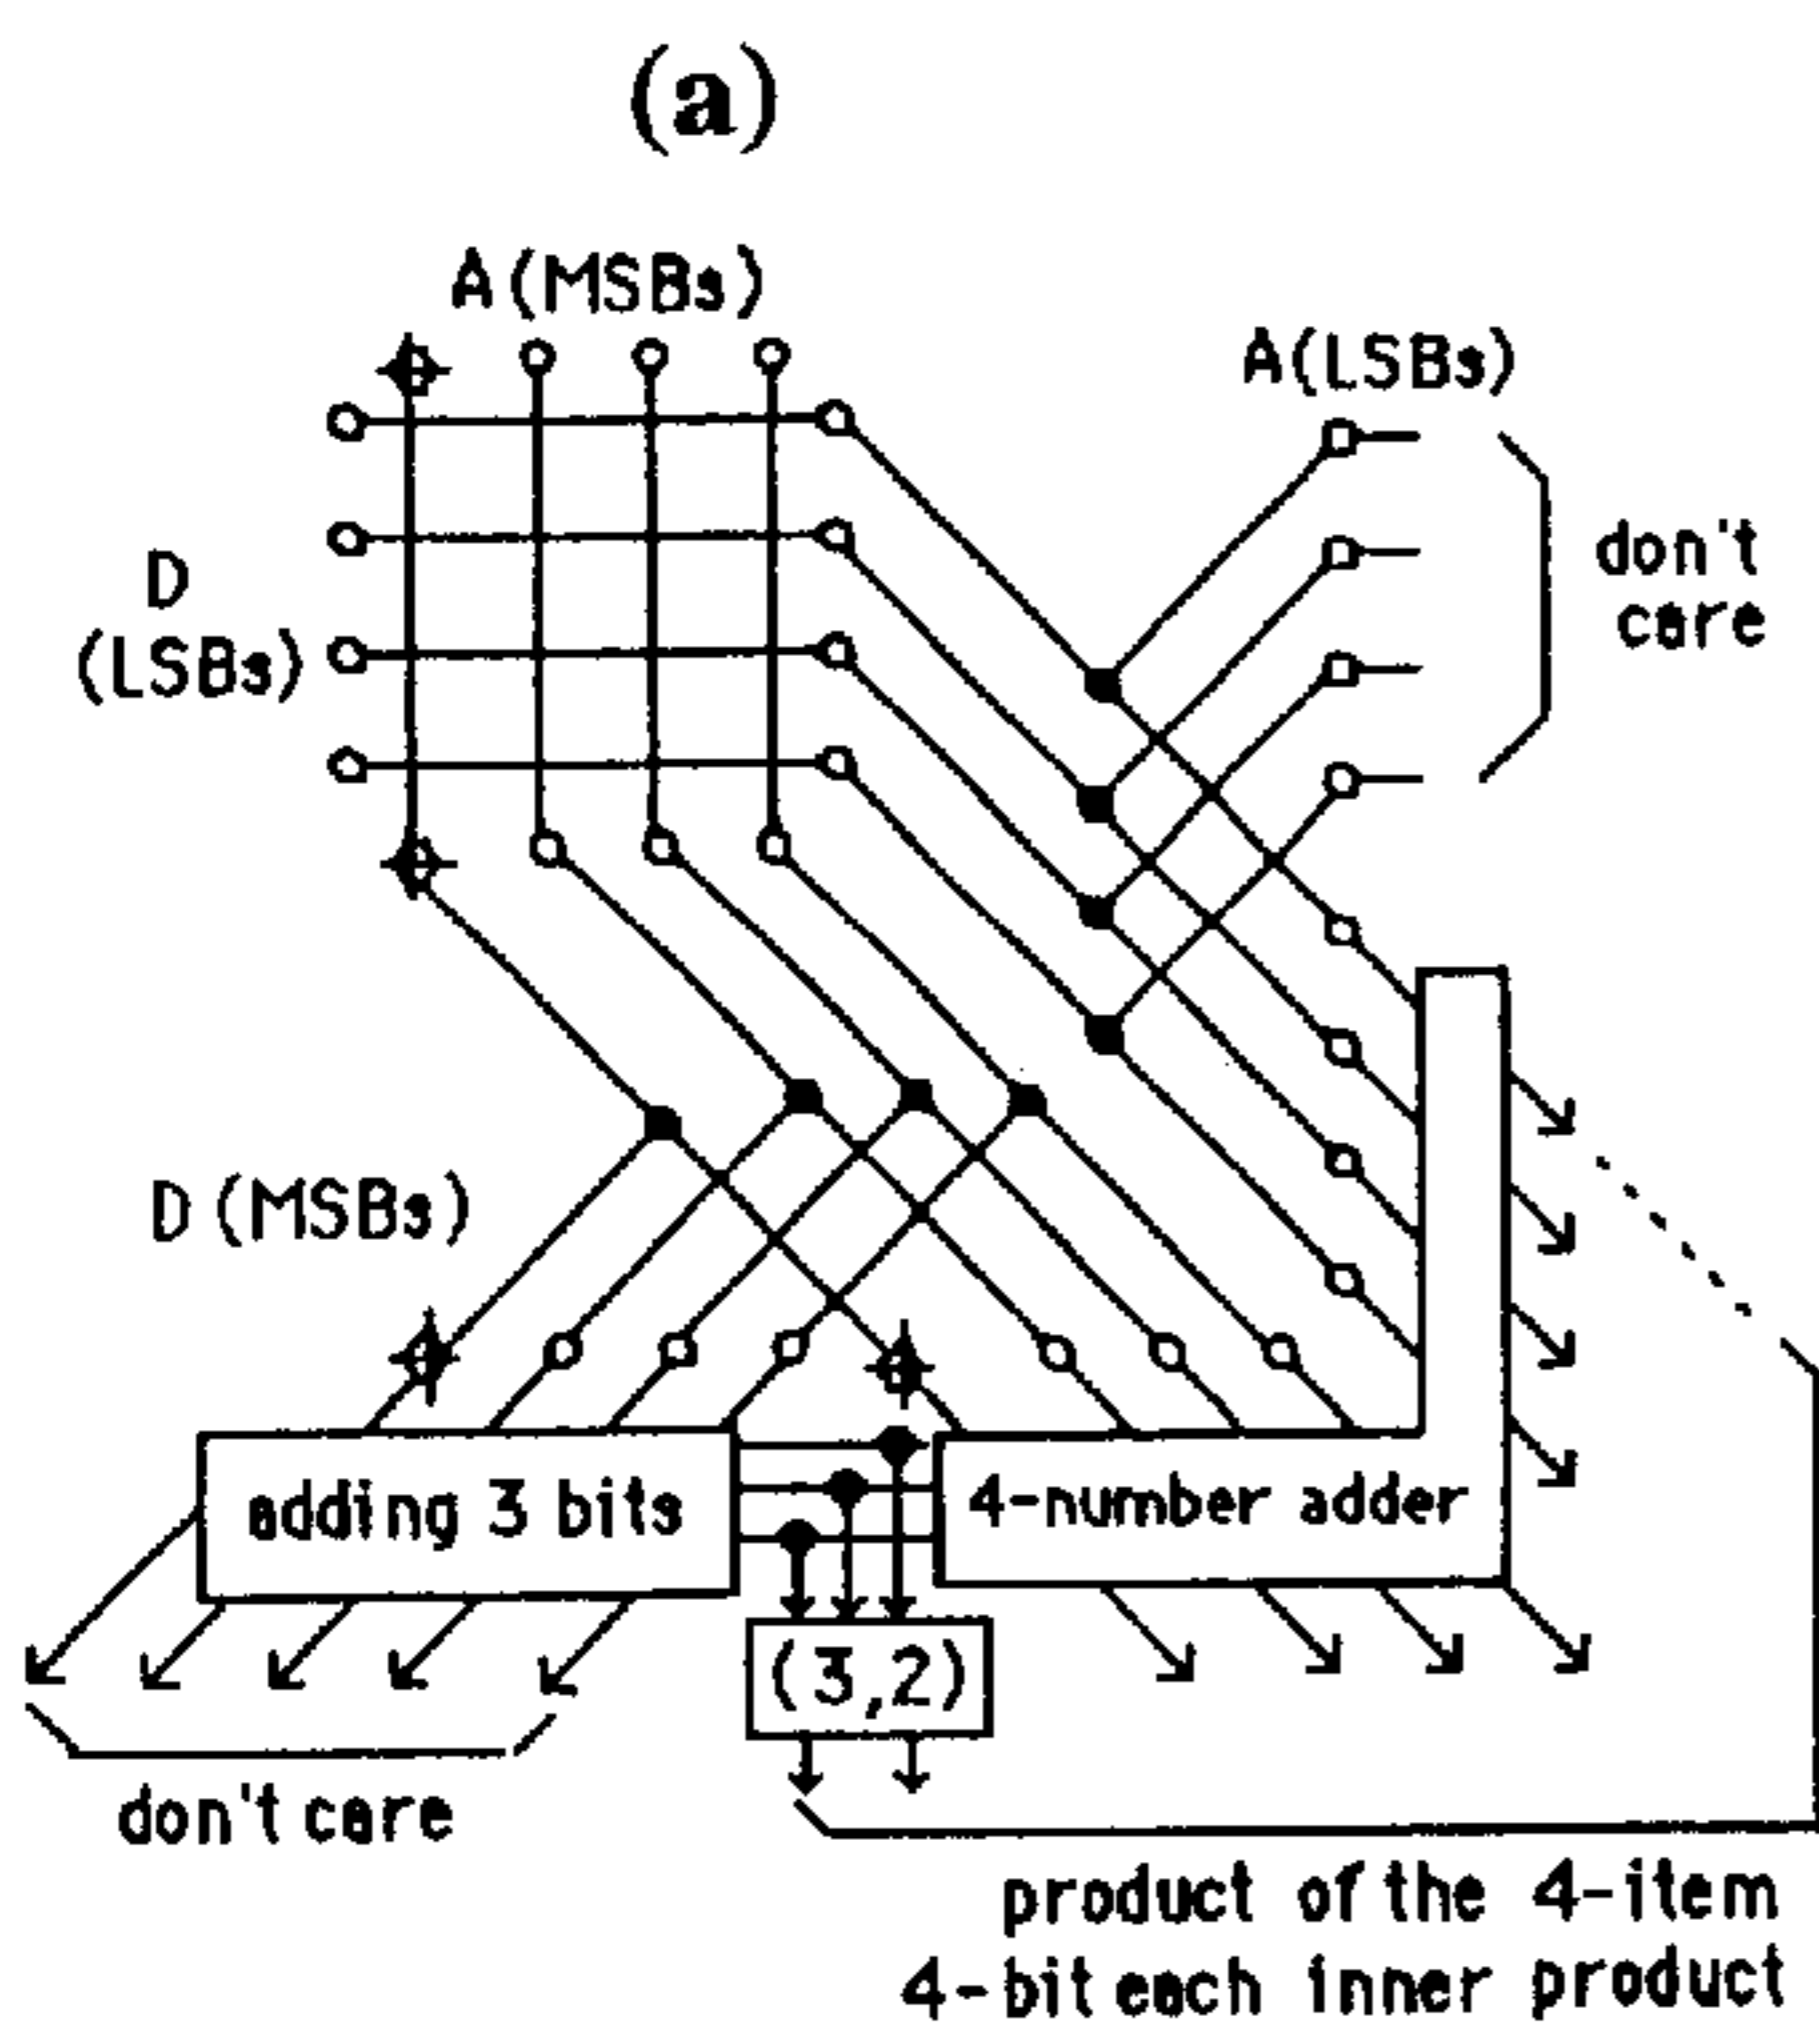 (a)
A(MSBs)
A(LSBs)
D
(LSBs)
don't
care
D(MSBs)
adding 3 bits
4-number adder
(3,2)
don't care
product of the 4-item
4-bit each inner product